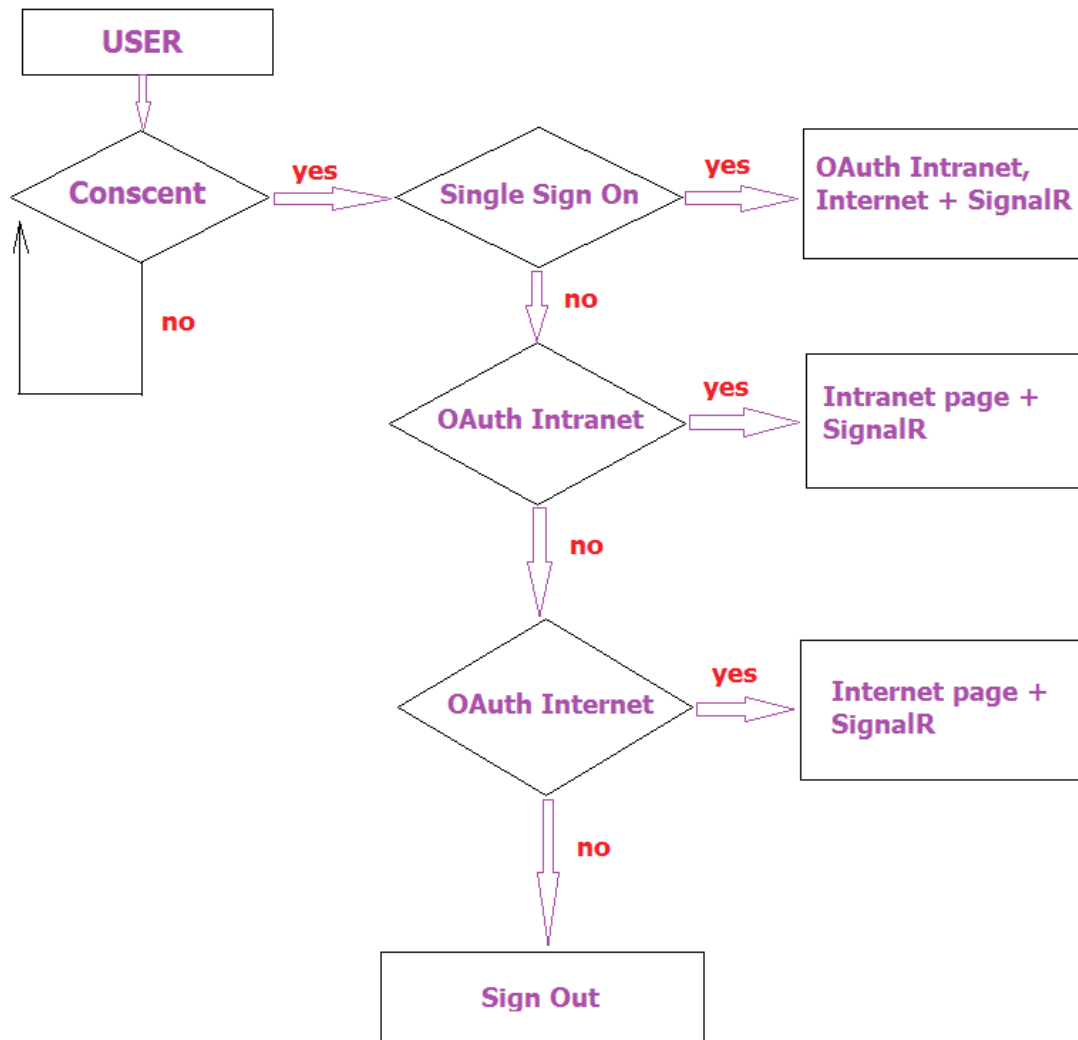 USER
Conscent
yes
Single Sign On
yes
OAuth Intranet,
Internet + SignalR
no
no
OAuth Intranet
yes
Intranet page +
SignalR
no
OAuth Internet
yes
Internet page +
SignalR
no
Sign Out